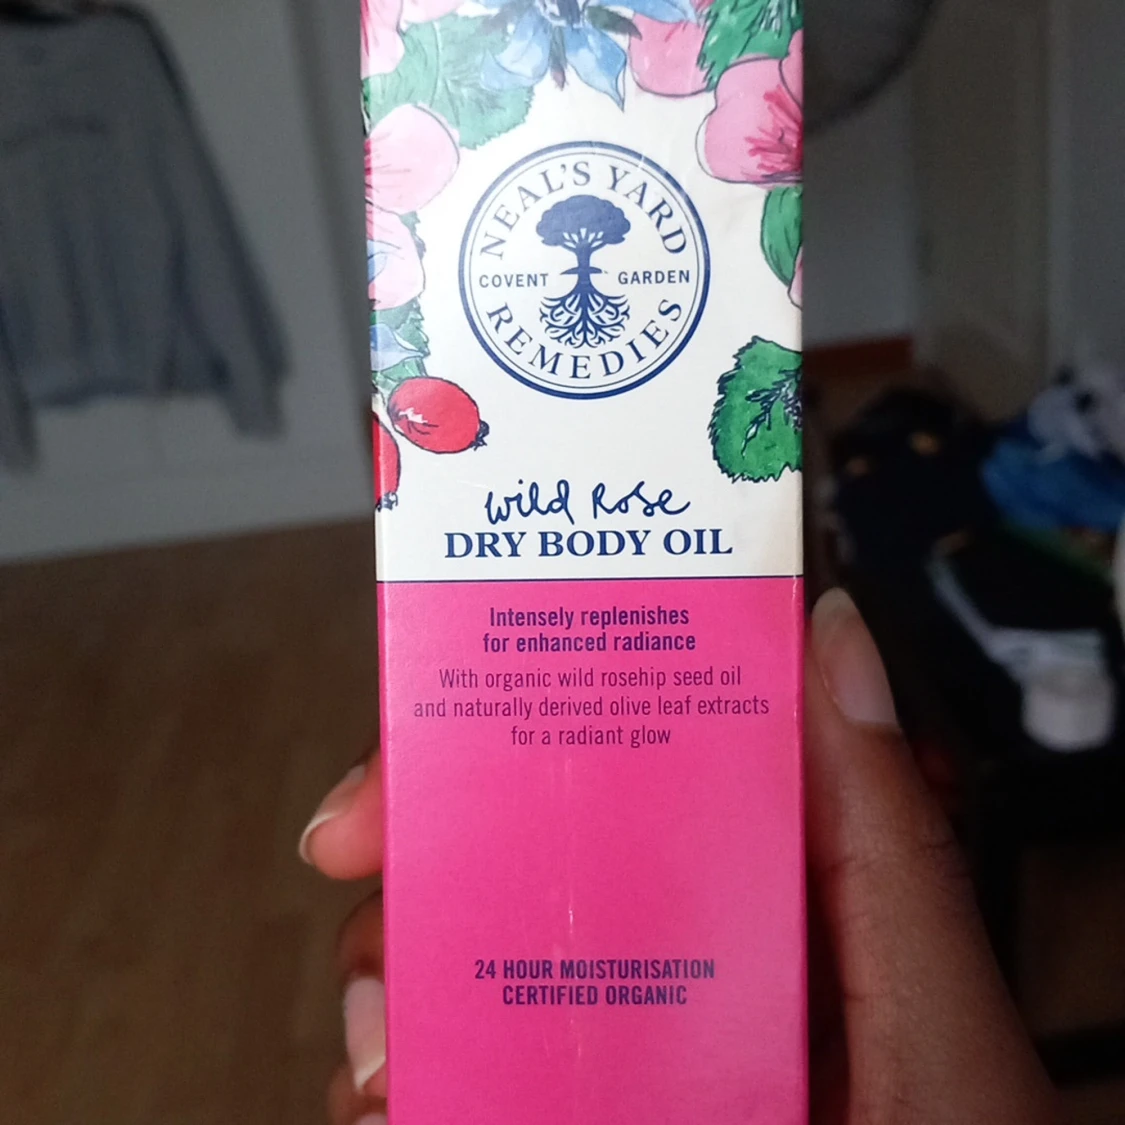 NEAL'S YARD
COVENT GARDEN
REMEDIES
Wild Rose
DRY BODY OIL
Intensely replenishes
for enhanced radiance
With organic wild rosehip seed oil
and naturally derived olive leaf extracts
for a radiant glow
24 HOUR MOISTURISATION
CERTIFIED ORGANIC